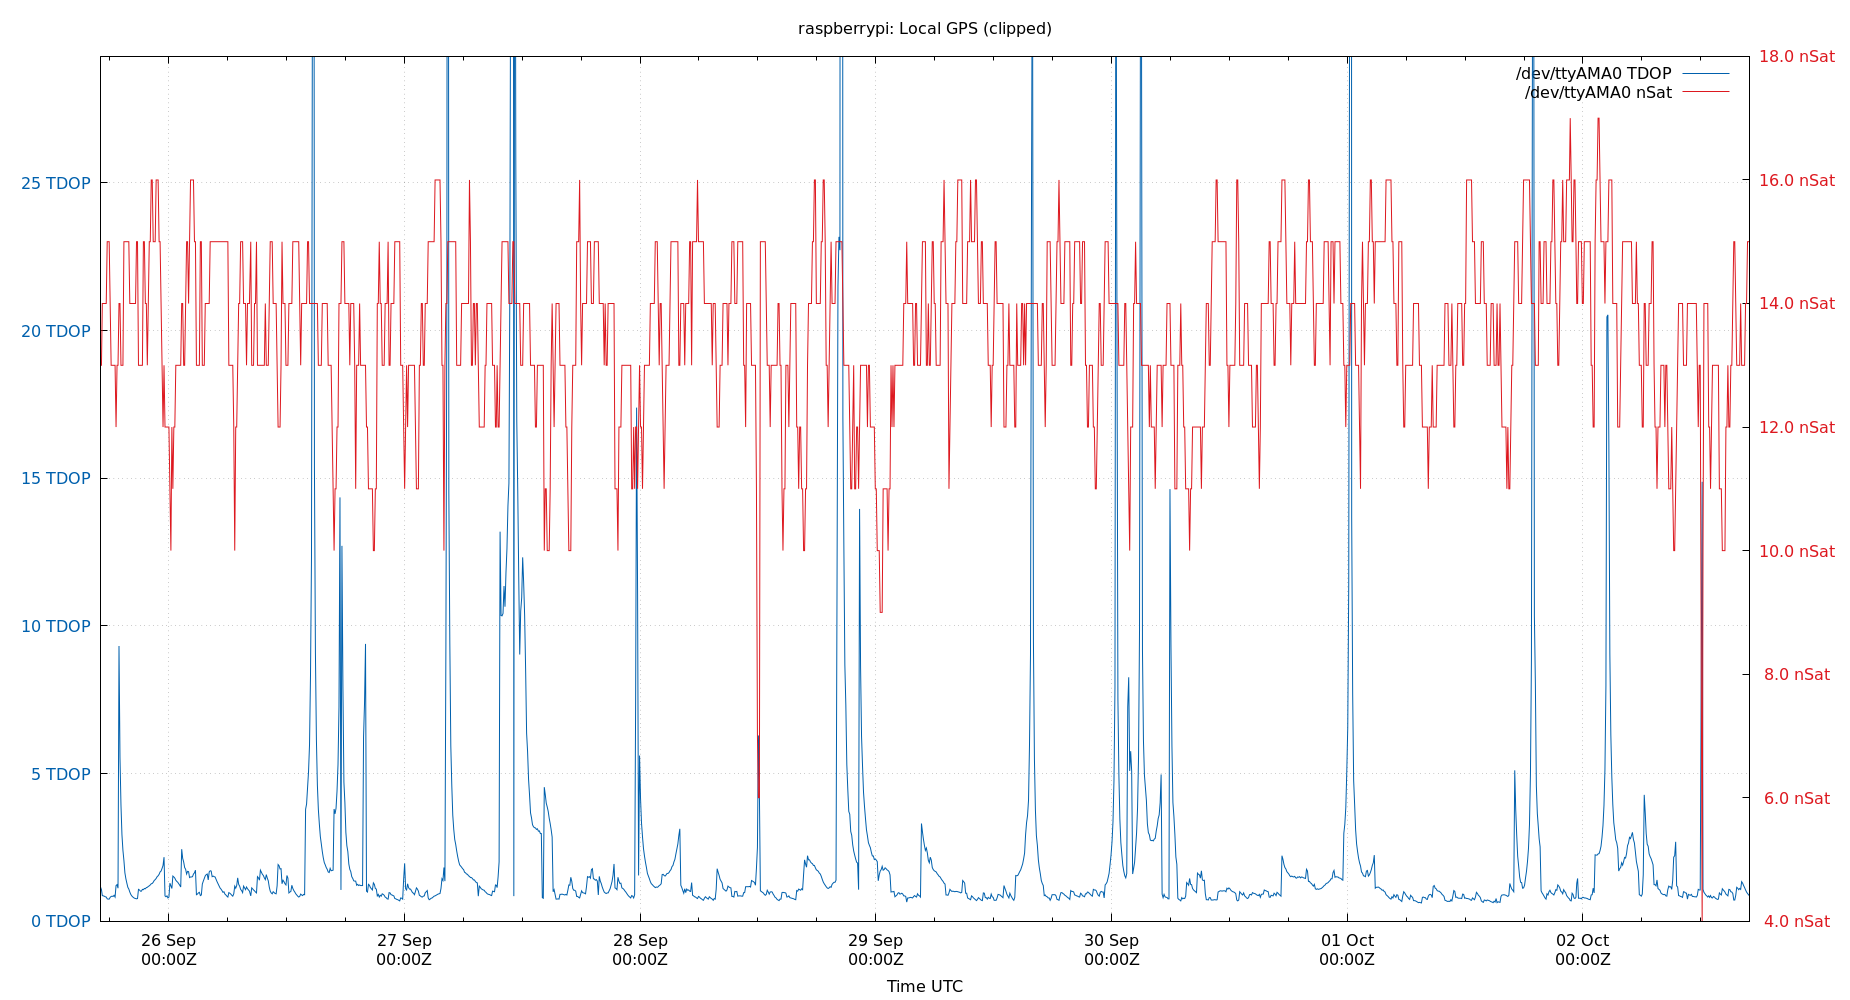 raspberrypi: Local GPS (clipped)
/dev/ttyAMA0 TDOP
/dev/ttyAMA0 nSat
25 TDOP
20 TDOP
15 TDOP
10 TDOP
5 TDOP
0 TDOP
18.0 nSat
16.0 nSat
14.0 nSat
12.0 nSat
10.0 nSat
8.0 nSat
6.0 nSat
4.0 nSat
26 Sep
00:00Z
27 Sep
00:00Z
28 Sep
00:00Z
29 Sep
00:00Z
30 Sep
00:00Z
01 Oct
00:00Z
02 Oct
00:00Z
Time UTC